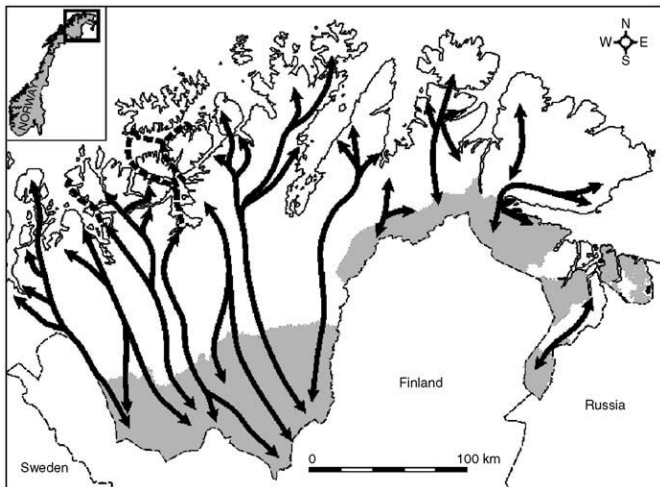 NORWAY
N
W E
S
Finland
Russia
Sweden
0 100 km